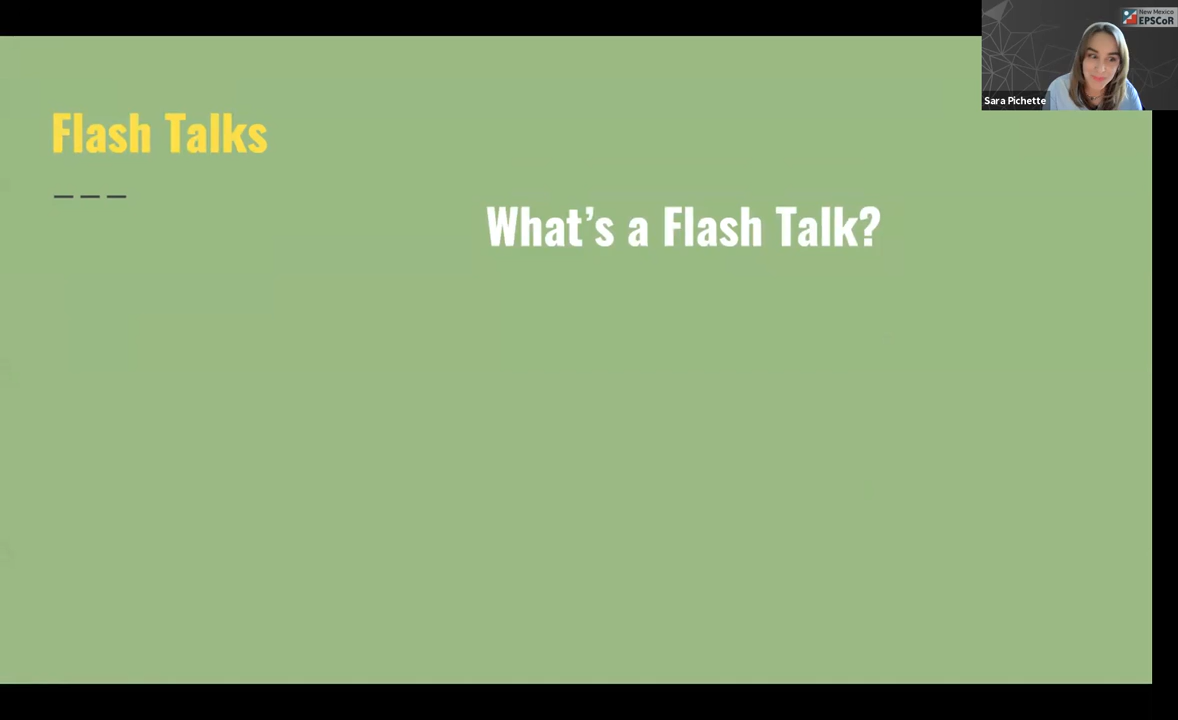 New Mexico
EPSCoR
Sara Pichette
Flash Talks
What’s a Flash Talk?